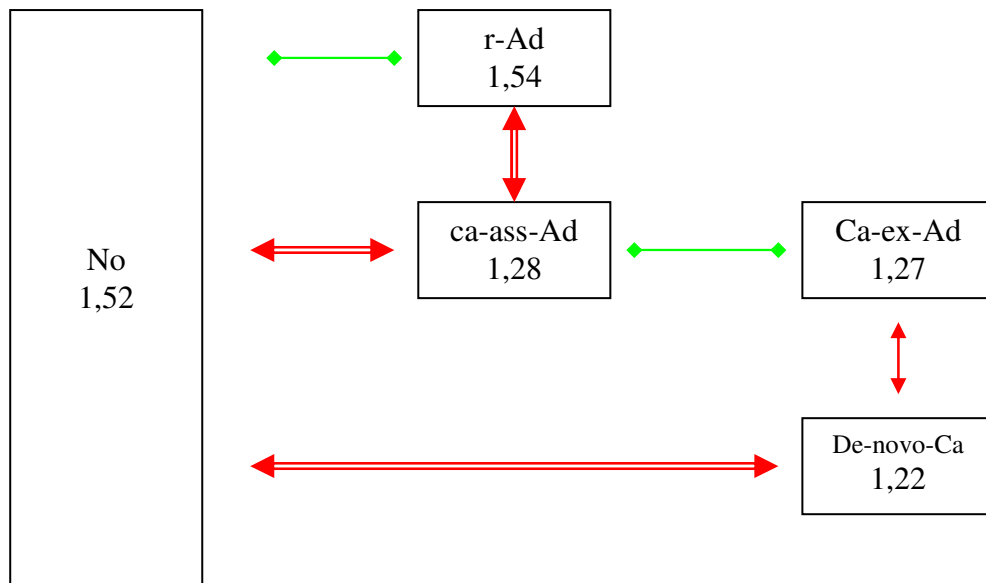 r-Ad
1,54
No
1,52
ca-ass-Ad
1,28
Ca-ex-Ad
1,27
De-novo-Ca
1,22